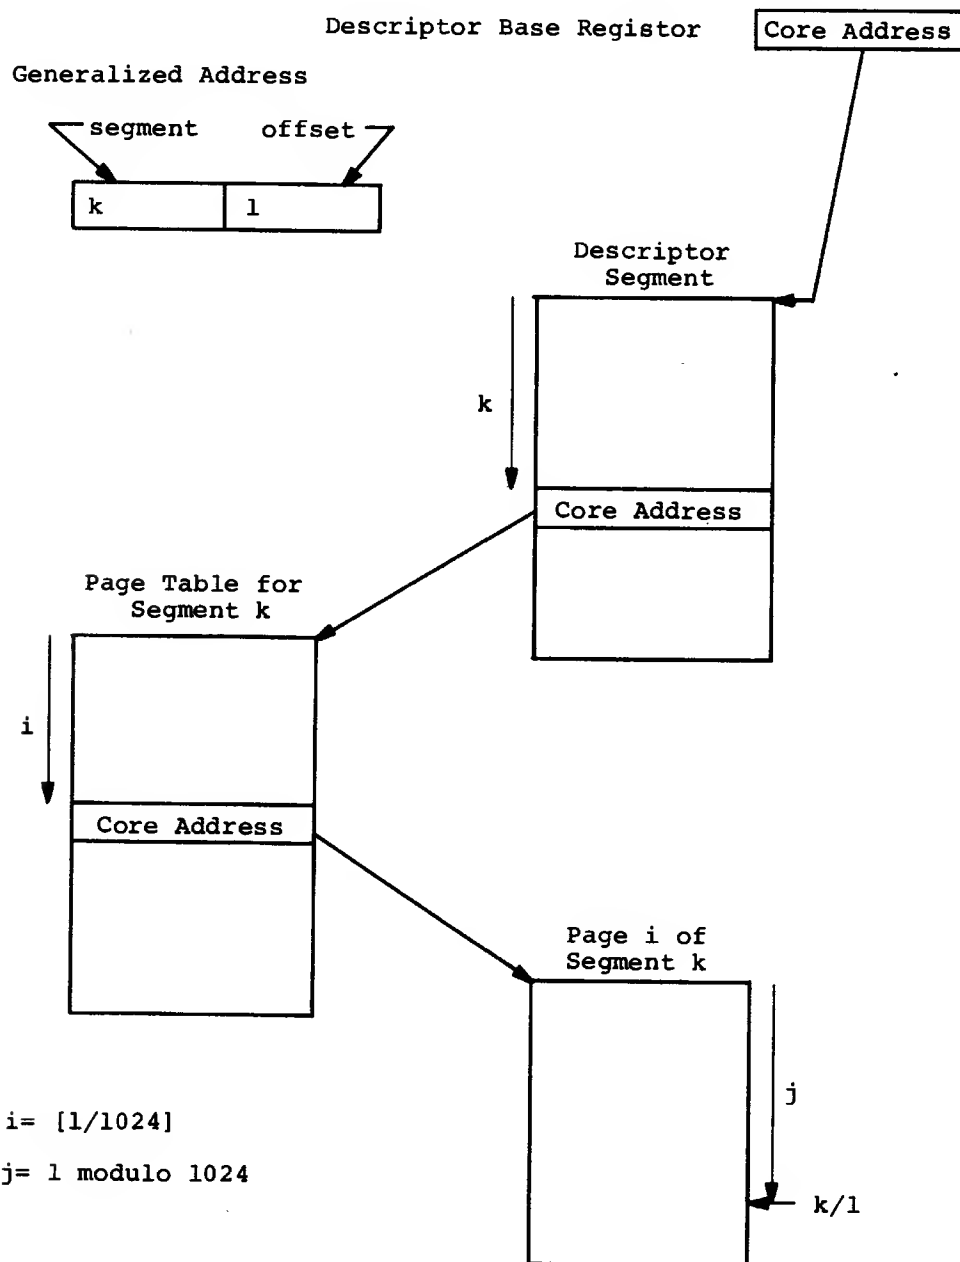 Descriptor Base Registor
Core Address
Generalized Address
segment offset
k l
Descriptor
Segment
k
Core Address
Page Table for
Segment k
i
Core Address
Page i of
Segment k
j
i= [l/1024]
j= l modulo 1024
k/l